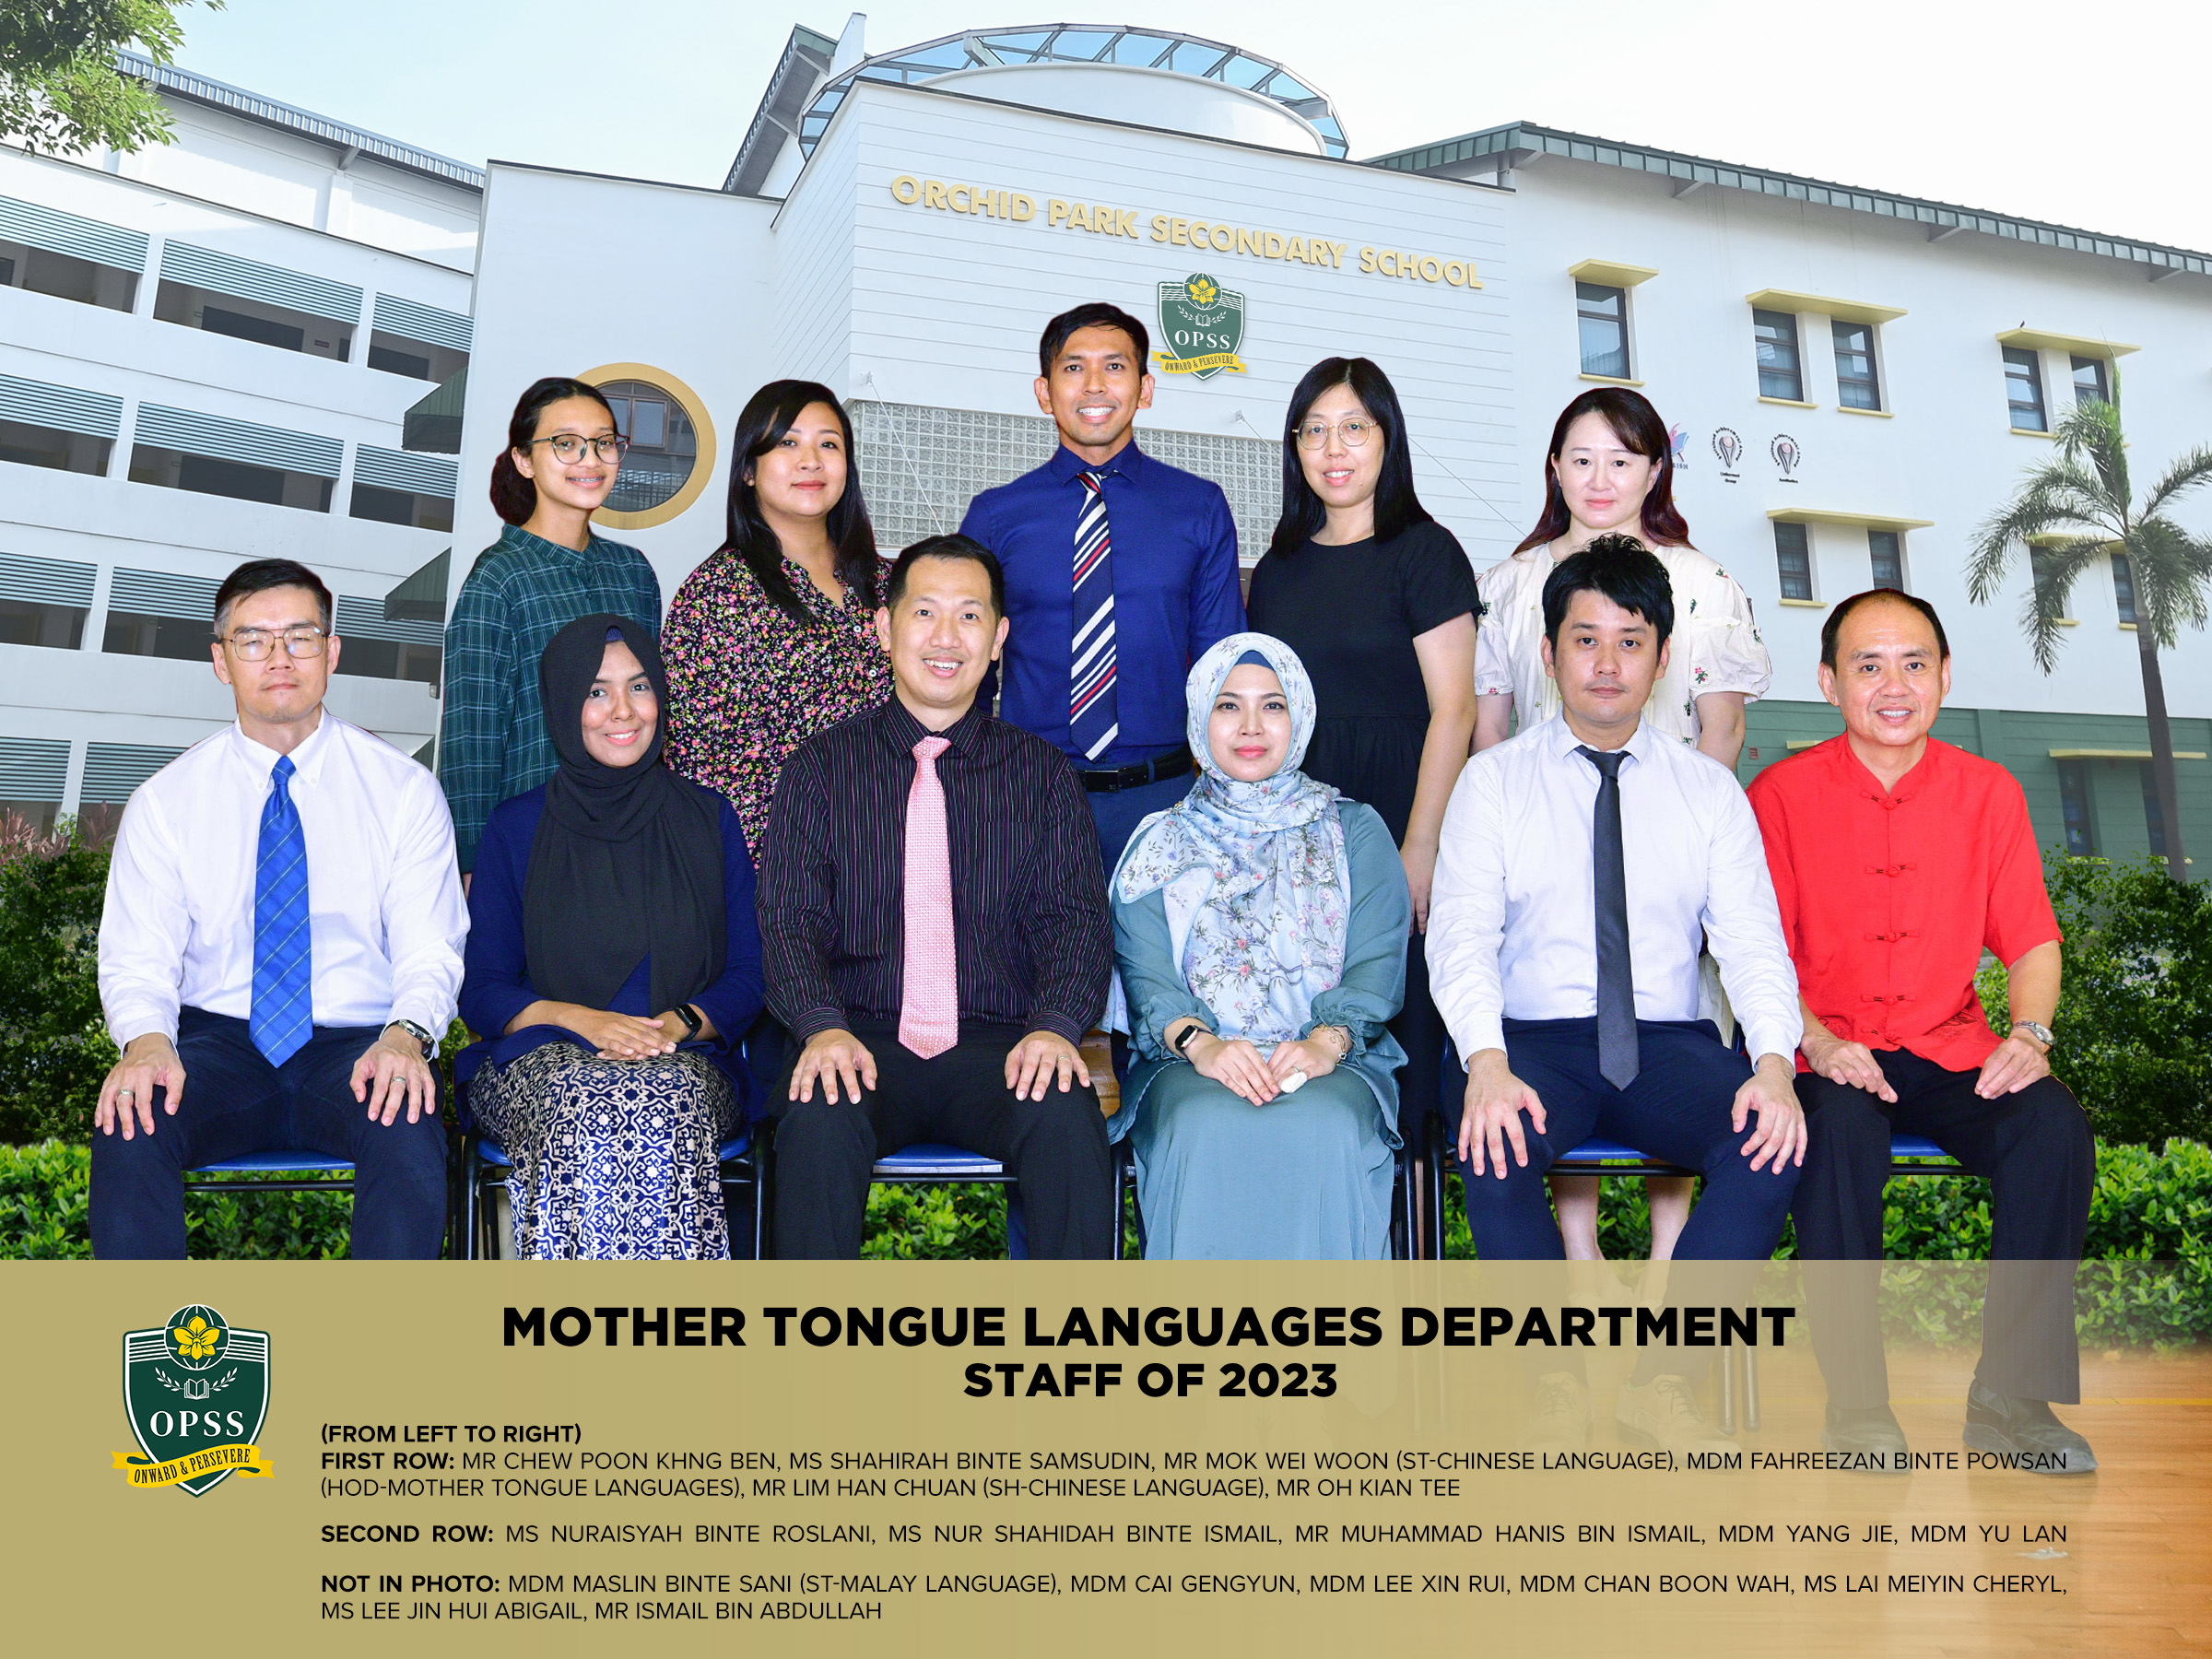 ORCHID PARK SECONDARY SCHOOL
OPSS
ONWARD & PERSEVERE
MOTHER TONGUE LANGUAGES DEPARTMENT
STAFF OF 2023
OPSS
ONWARD & PERSEVERE
(FROM LEFT TO RIGHT)
FIRST ROW: MR CHEW POON KHNG BEN, MS SHAHIRAH BINTE SAMSUDIN, MR MOK WEI WOON (ST-CHINESE LANGUAGE), MDM FAHREEZAN BINTE POWSAN
(HOD-MOTHER TONGUE LANGUAGES), MR LIM HAN CHUAN (SH-CHINESE LANGUAGE), MR OH KIAN TEE
SECOND ROW: MS NURAISYAH BINTE ROSLANI, MS NUR SHAHIDAH BINTE ISMAIL, MR MUHAMMAD HANIS BIN ISMAIL, MDM YANG JIE, MDM YU LAN
NOT IN PHOTO: MDM MASLIN BINTE SANI (ST-MALAY LANGUAGE), MDM CAI GENGYUN, MDM LEE XIN RUI, MDM CHAN BOON WAH, MS LAI MEIYIN CHERYL,
MS LEE JIN HUI ABIGAIL, MR ISMAIL BIN ABDULLAH